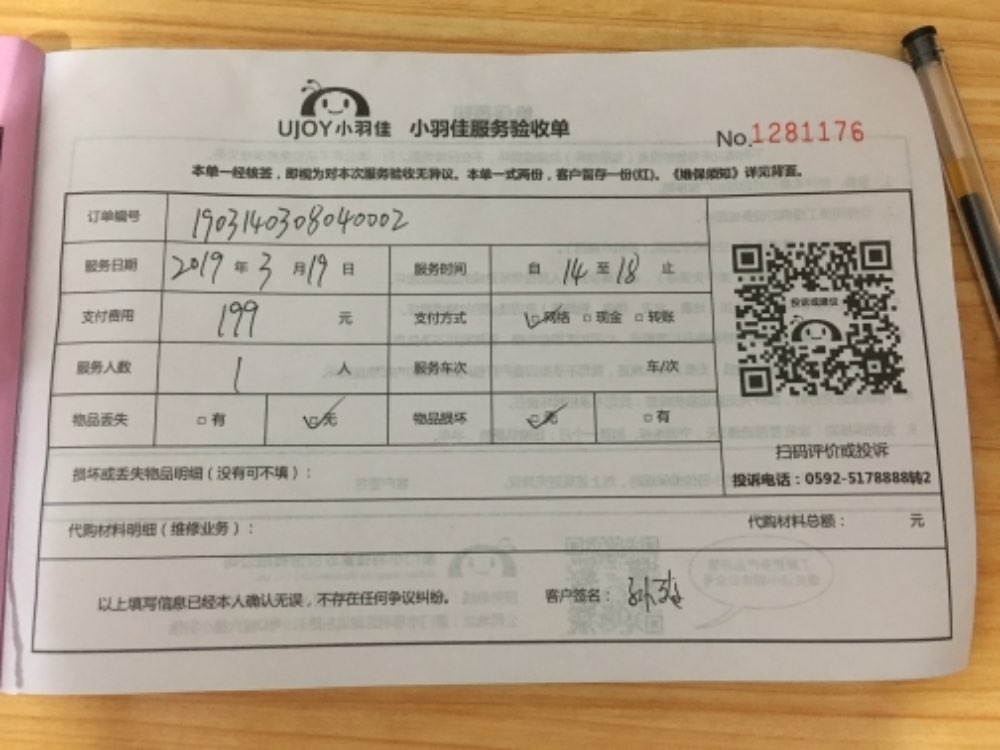 UJOY小羽佳 小羽佳服务验收单
No.1281176
本单一经核签，即视为对本次服务验收无异议。本单一式两份，客户留存一份(红)。《维保须知》详见背面。
订单编号 1903140308040002
服务日期 2019 年 3 月 19 日 服务时间 自 14 至 18 止
支付费用 199 元 支付方式 ☑网络 □现金 □转账
服务人数 1 人 服务车次 车/次
物品丢失 □有 ☑无 物品损坏 ☑无 □有
投诉或建议
扫码评价或投诉
投诉电话：0592-5178888转2
损坏或丢失物品明细（没有可不填）：
代购材料明细（维修业务）： 代购材料总额： 元
以上填写信息已经本人确认无误，不存在任何争议纠纷。 客户签名：